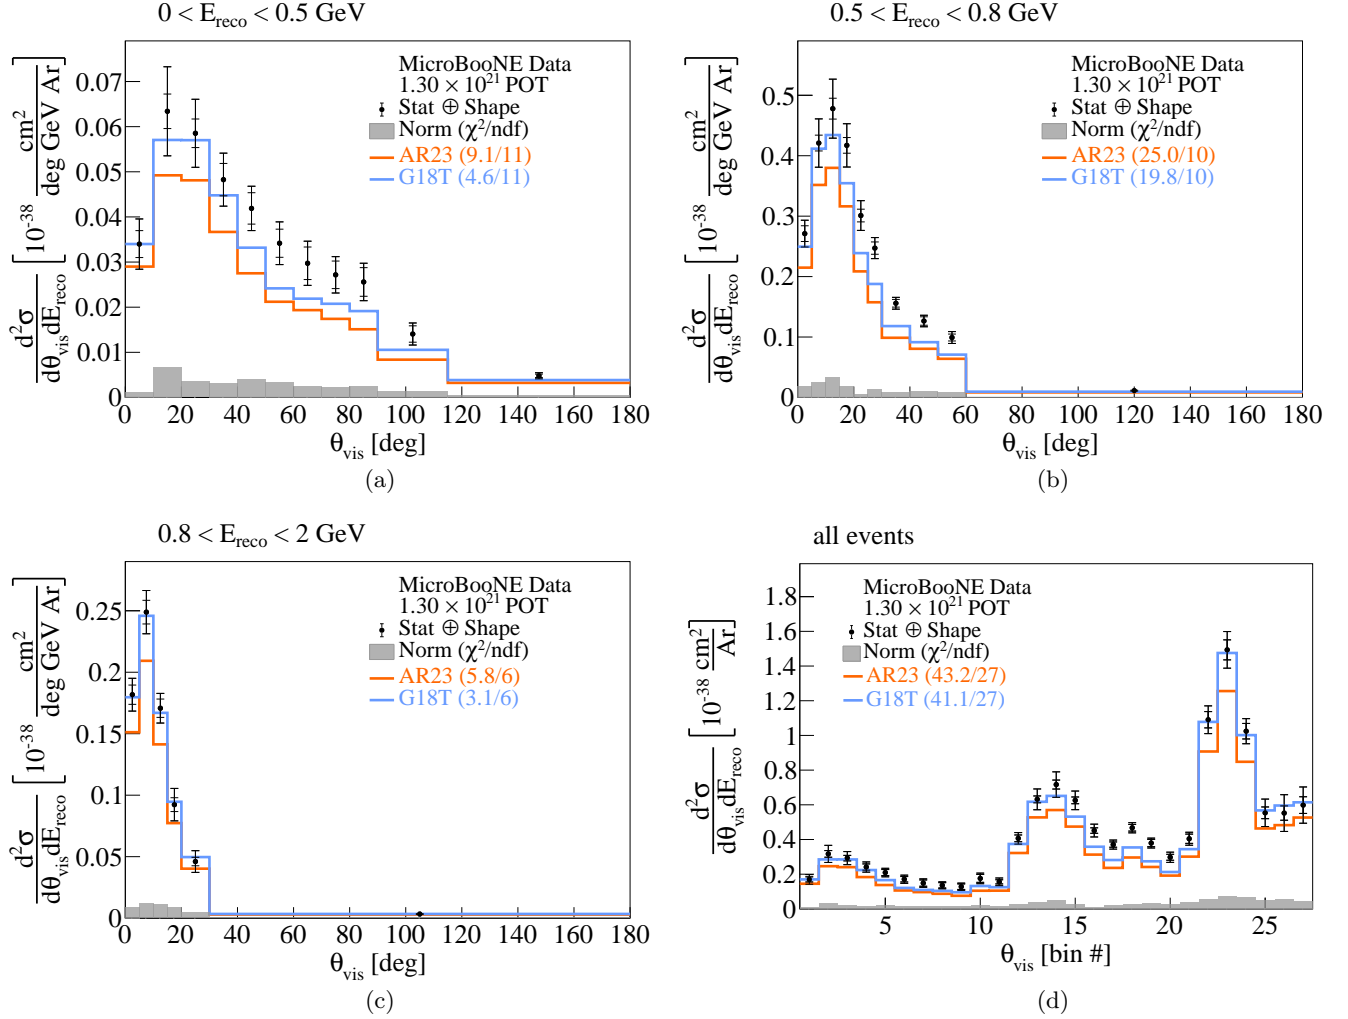 0 < E_reco < 0.5 GeV
d²σ/dθ_vis dE_reco [10⁻³⁸ cm²/deg GeV Ar]
0.07
0.06
0.05
0.04
0.03
0.02
0.01
0
MicroBooNE Data
1.30 × 10²¹ POT
Stat ⊕ Shape
Norm (χ²/ndf)
AR23 (9.1/11)
G18T (4.6/11)
0 20 40 60 80 100 120 140 160 180
θ_vis [deg]
(a)
0.5 < E_reco < 0.8 GeV
d²σ/dθ_vis dE_reco [10⁻³⁸ cm²/deg GeV Ar]
0.5
0.4
0.3
0.2
0.1
0
MicroBooNE Data
1.30 × 10²¹ POT
Stat ⊕ Shape
Norm (χ²/ndf)
AR23 (25.0/10)
G18T (19.8/10)
0 20 40 60 80 100 120 140 160 180
θ_vis [deg]
(b)
0.8 < E_reco < 2 GeV
d²σ/dθ_vis dE_reco [10⁻³⁸ cm²/deg GeV Ar]
0.25
0.2
0.15
0.1
0.05
0
MicroBooNE Data
1.30 × 10²¹ POT
Stat ⊕ Shape
Norm (χ²/ndf)
AR23 (5.8/6)
G18T (3.1/6)
0 20 40 60 80 100 120 140 160 180
θ_vis [deg]
(c)
all events
d²σ/dθ_vis dE_reco [10⁻³⁸ cm²/Ar]
1.8
1.6
1.4
1.2
1
0.8
0.6
0.4
0.2
0
MicroBooNE Data
1.30 × 10²¹ POT
Stat ⊕ Shape
Norm (χ²/ndf)
AR23 (43.2/27)
G18T (41.1/27)
5 10 15 20 25
θ_vis [bin #]
(d)